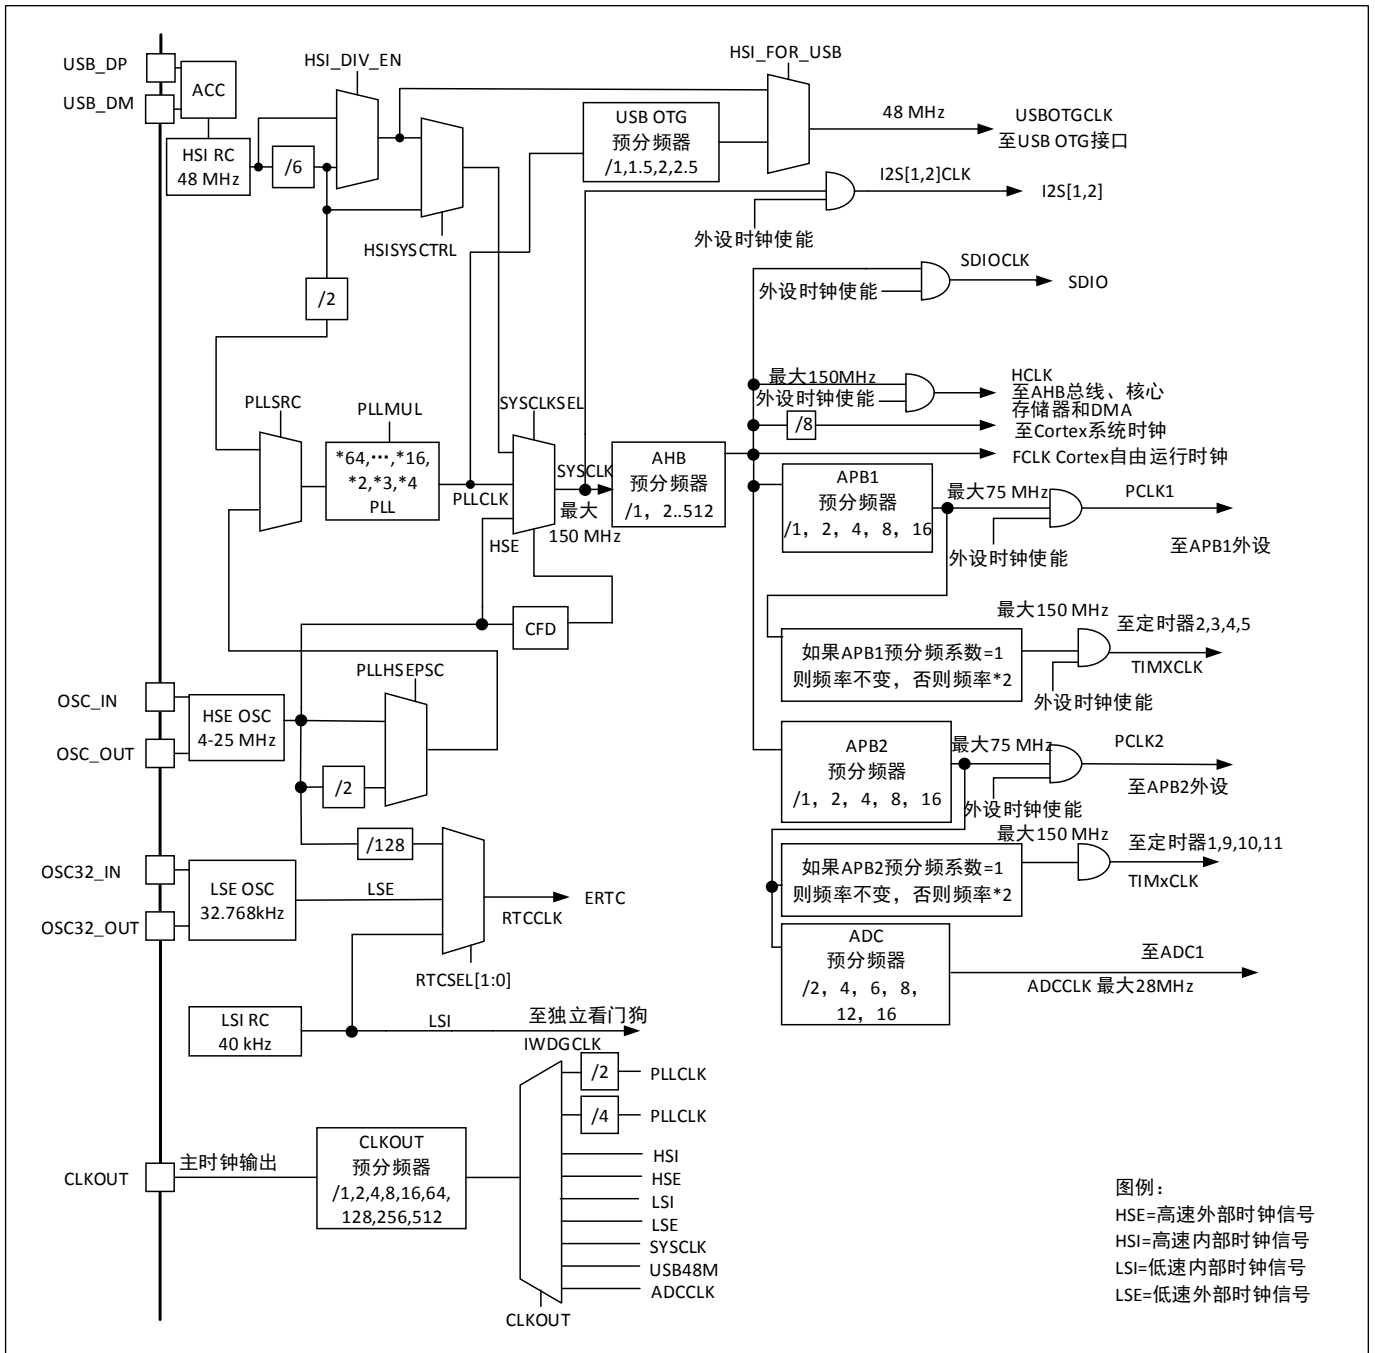 USB_DP
USB_DM
ACC
HSI RC
48 MHz
/6
HSI_DIV_EN
HSISYSCTRL
/2
HSI_FOR_USB
USB OTG
预分频器
/1,1.5,2,2.5
48 MHz
USBOTGCLK
至USB OTG接口
I2S[1,2]CLK
I2S[1,2]
外设时钟使能
SDIOCLK
SDIO
外设时钟使能
最大150MHz
外设时钟使能
HCLK
至AHB总线、核心
存储器和DMA
/8
至Cortex系统时钟
FCLK Cortex自由运行时钟
PLLSRC
PLLMUL
*64,…,*16,
*2,*3,*4
PLL
PLLCLK
SYSCLKSEL
HSE
SYSCLK
最大
150 MHz
AHB
预分频器
/1，2..512
CFD
APB1
预分频器
/1，2，4，8，16
最大75 MHz
外设时钟使能
PCLK1
至APB1外设
如果APB1预分频系数=1
则频率不变，否则频率*2
最大150 MHz
外设时钟使能
至定时器2,3,4,5
TIMXCLK
APB2
预分频器
/1，2，4，8，16
最大75 MHz
外设时钟使能
PCLK2
至APB2外设
如果APB2预分频系数=1
则频率不变，否则频率*2
最大150 MHz
至定时器1,9,10,11
TIMxCLK
ADC
预分频器
/2，4，6，8，
12，16
至ADC1
ADCCLK 最大28MHz
OSC_IN
OSC_OUT
HSE OSC
4-25 MHz
PLLHSEPSC
/2
/128
OSC32_IN
OSC32_OUT
LSE OSC
32.768kHz
LSE
RTCCLK
ERTC
RTCSEL[1:0]
LSI RC
40 kHz
LSI
至独立看门狗
IWDGCLK
CLKOUT
主时钟输出
CLKOUT
预分频器
/1,2,4,8,16,64,
128,256,512
/2
PLLCLK
/4
PLLCLK
HSI
HSE
LSI
LSE
SYSCLK
USB48M
ADCCLK
CLKOUT
图例：
HSE=高速外部时钟信号
HSI=高速内部时钟信号
LSI=低速内部时钟信号
LSE=低速外部时钟信号